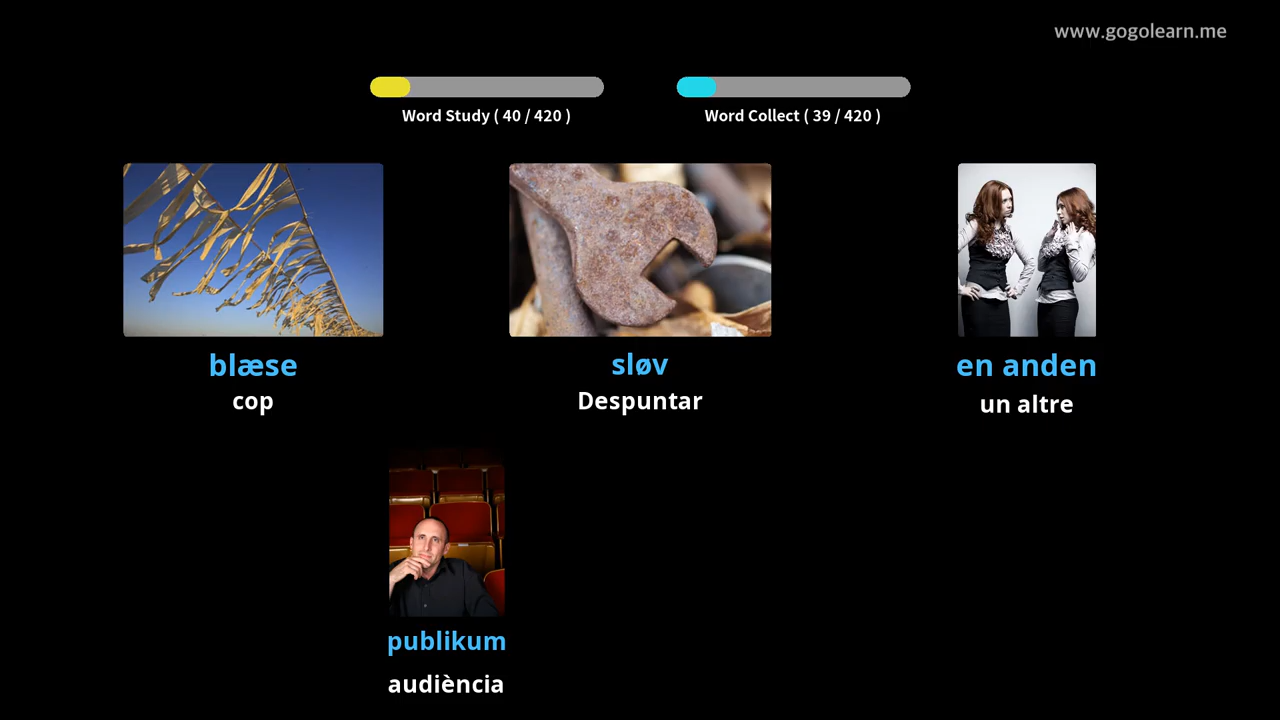 www.gogolearn.me
Word Study ( 40 / 420 )
Word Collect ( 39 / 420 )
blæse
cop
sløv
Despuntar
en anden
un altre
publikum
audiència